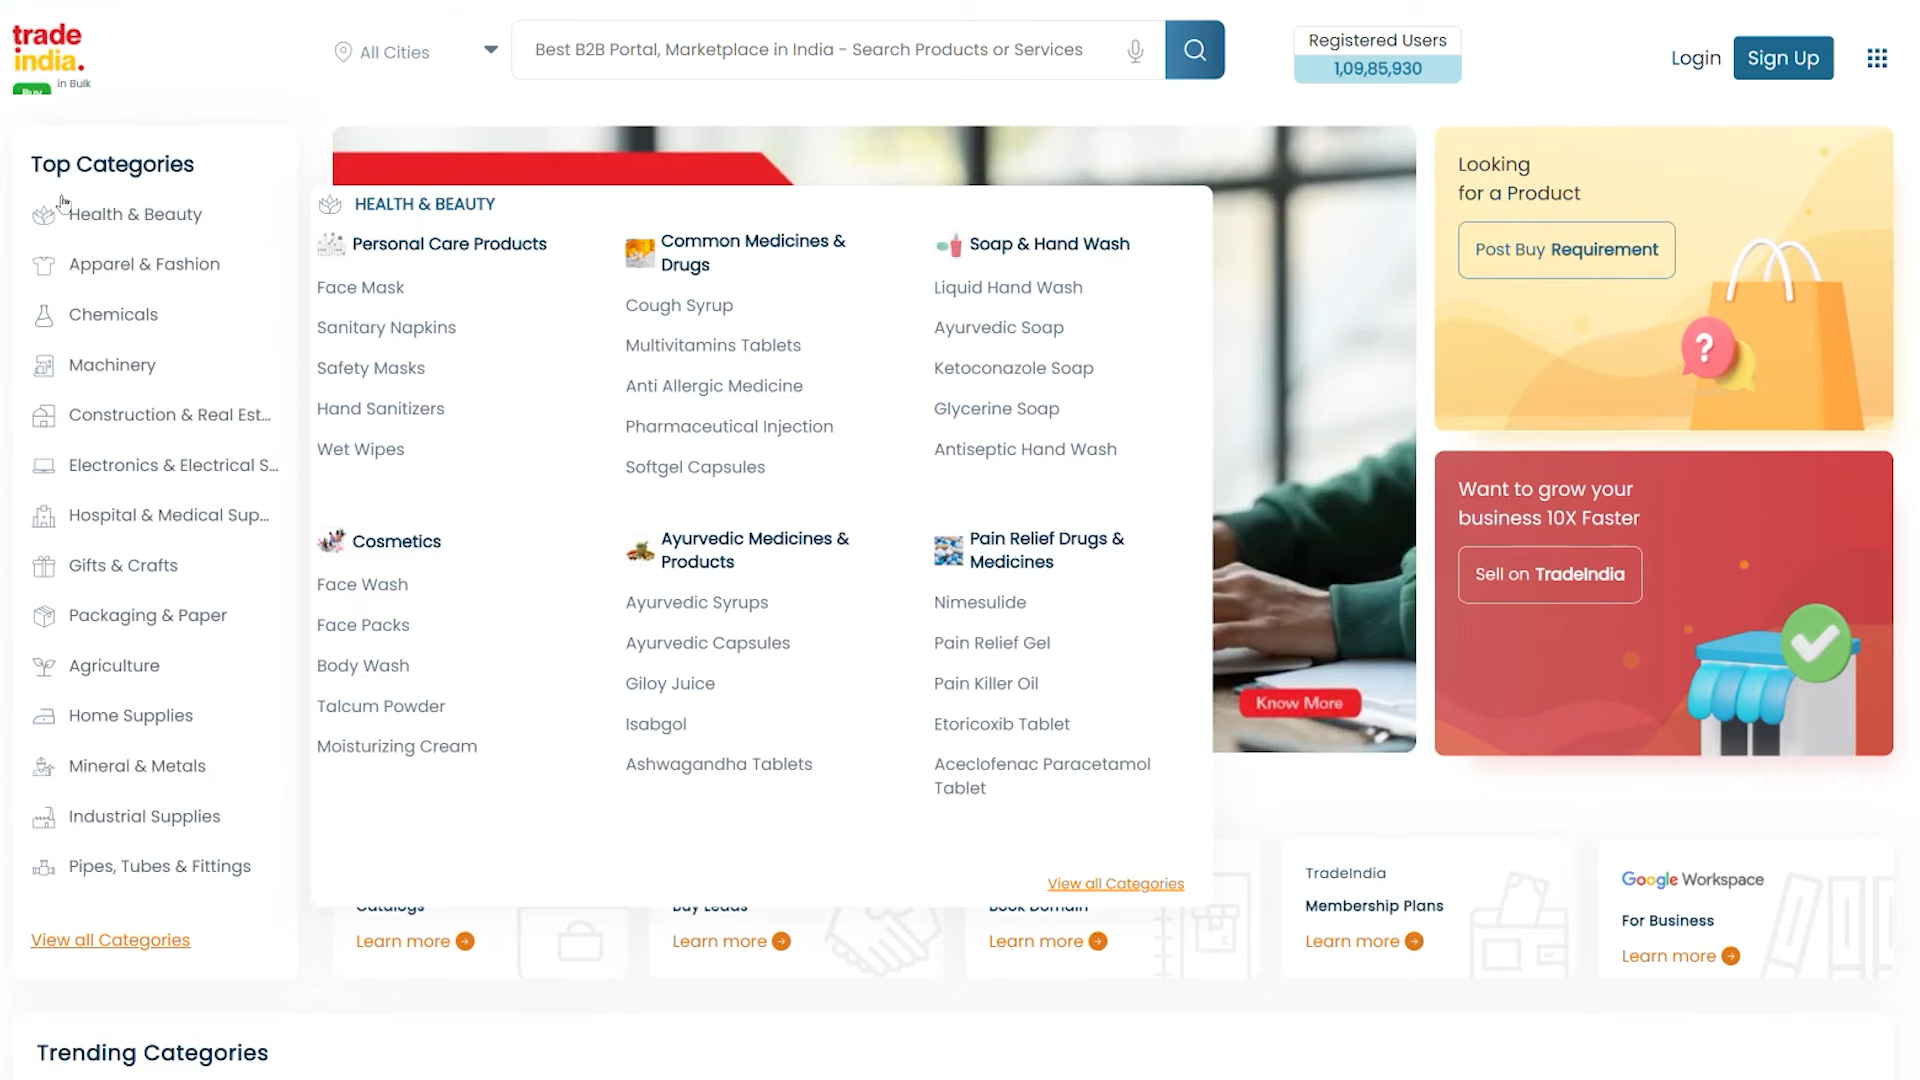 trade
india.
Buy
in Bulk
All Cities
Best B2B Portal, Marketplace in India - Search Products or Services
Registered Users
1,09,85,930
Login
Sign Up
Top Categories
Health & Beauty
Apparel & Fashion
Chemicals
Machinery
Construction & Real Est...
Electronics & Electrical S...
Hospital & Medical Sup...
Gifts & Crafts
Packaging & Paper
Agriculture
Home Supplies
Mineral & Metals
Industrial Supplies
Pipes, Tubes & Fittings
View all Categories
HEALTH & BEAUTY
Personal Care Products
Face Mask
Sanitary Napkins
Safety Masks
Hand Sanitizers
Wet Wipes
Common Medicines &
Drugs
Cough Syrup
Multivitamins Tablets
Anti Allergic Medicine
Pharmaceutical Injection
Softgel Capsules
Soap & Hand Wash
Liquid Hand Wash
Ayurvedic Soap
Ketoconazole Soap
Glycerine Soap
Antiseptic Hand Wash
Cosmetics
Face Wash
Face Packs
Body Wash
Talcum Powder
Moisturizing Cream
Ayurvedic Medicines &
Products
Ayurvedic Syrups
Ayurvedic Capsules
Giloy Juice
Isabgol
Ashwagandha Tablets
Pain Relief Drugs &
Medicines
Nimesulide
Pain Relief Gel
Pain Killer Oil
Etoricoxib Tablet
Aceclofenac Paracetamol
Tablet
View all Categories
Know More
Looking
for a Product
Post Buy Requirement
?
Want to grow your
business 10X Faster
Sell on TradeIndia
Catalogs
Learn more
Buy Leads
Learn more
Book Domain
Learn more
TradeIndia
Membership Plans
Learn more
Google Workspace
For Business
Learn more
Trending Categories